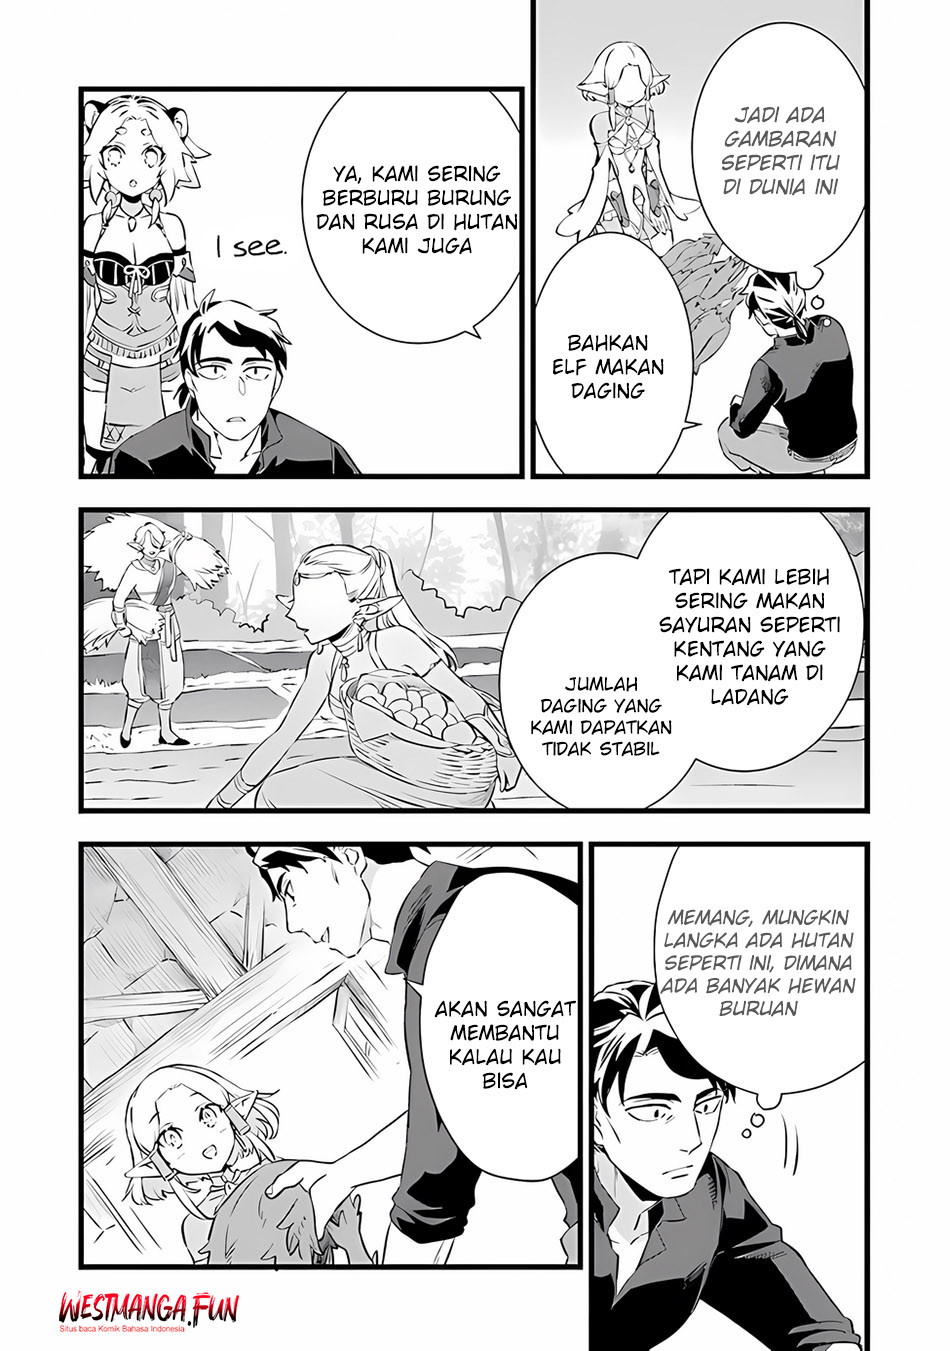 JADI ADA
GAMBARAN
SEPERTI ITU
DI DUNIA INI
BAHKAN
ELF MAKAN
DAGING
YA, KAMI SERING
BERBURU BURUNG
DAN RUSA DI HUTAN
KAMI JUGA
I see.
TAPI KAMI LEBIH
SERING MAKAN
SAYURAN SEPERTI
KENTANG YANG
KAMI TANAM DI
LADANG
JUMLAH
DAGING YANG
KAMI DAPATKAN
TIDAK STABIL
MEMANG, MUNGKIN
LANGKA ADA HUTAN
SEPERTI INI, DIMANA
ADA BANYAK HEWAN
BURUAN
AKAN SANGAT
MEMBANTU
KALAU KAU
BISA
WESTMANGA.FUN
Situs baca Komik Bahasa Indonesia